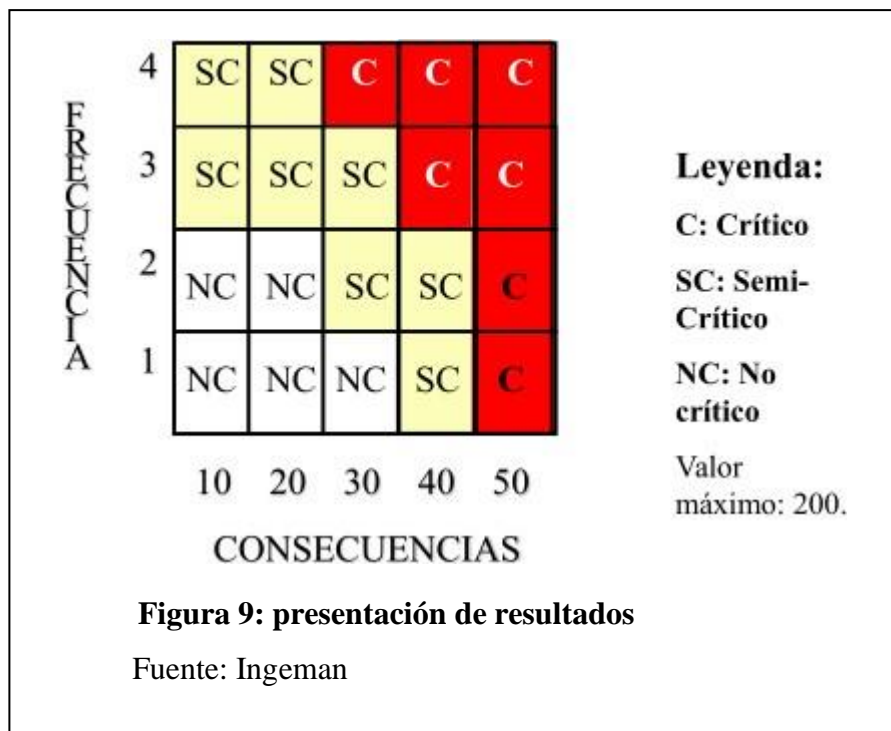 FRECUENCIA
4 SC SC C C C
3 SC SC SC C C
2 NC NC SC SC C
1 NC NC NC SC C
10 20 30 40 50
CONSECUENCIAS
Leyenda:
C: Crítico
SC: Semi-
Crítico
NC: No
crítico
Valor
máximo: 200.
Figura 9: presentación de resultados
Fuente: Ingeman